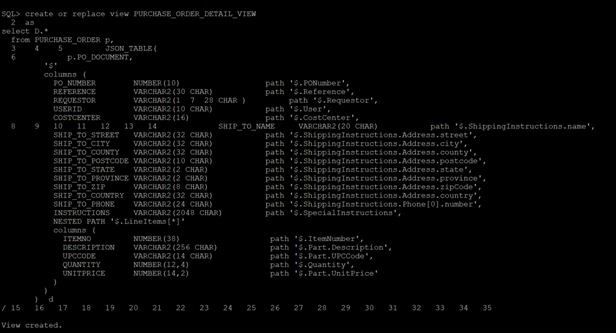 SQL> create or replace view PURCHASE_ORDER_DETAIL_VIEW
  2  as
select D.*
  from PURCHASE_ORDER p,
  3    4    5         JSON_TABLE(
  6           p.PO_DOCUMENT,
         '$'
         columns (
           PO_NUMBER        NUMBER(10)                  path '$.PONumber',
           REFERENCE        VARCHAR2(30 CHAR)           path '$.Reference',
           REQUESTOR        VARCHAR2(1  7  28 CHAR )         path '$.Requestor',
           USERID           VARCHAR2(10 CHAR)           path '$.User',
           COSTCENTER       VARCHAR2(16)                path '$.CostCenter',
  8    9   10   11   12   13   14             SHIP_TO_NAME     VARCHAR2(20 CHAR)           path '$.ShippingInstructions.name',
           SHIP_TO_STREET   VARCHAR2(32 CHAR)           path '$.ShippingInstructions.Address.street',
           SHIP_TO_CITY     VARCHAR2(32 CHAR)           path '$.ShippingInstructions.Address.city',
           SHIP_TO_COUNTY   VARCHAR2(32 CHAR)           path '$.ShippingInstructions.Address.county',
           SHIP_TO_POSTCODE VARCHAR2(10 CHAR)           path '$.ShippingInstructions.Address.postcode',
           SHIP_TO_STATE    VARCHAR2(2 CHAR)            path '$.ShippingInstructions.Address.state',
           SHIP_TO_PROVINCE VARCHAR2(2 CHAR)            path '$.ShippingInstructions.Address.province',
           SHIP_TO_ZIP      VARCHAR2(8 CHAR)            path '$.ShippingInstructions.Address.zipCode',
           SHIP_TO_COUNTRY  VARCHAR2(32 CHAR)           path '$.ShippingInstructions.Address.country',
           SHIP_TO_PHONE    VARCHAR2(24 CHAR)           path '$.ShippingInstructions.Phone[0].number',
           INSTRUCTIONS     VARCHAR2(2048 CHAR)         path '$.SpecialInstructions',
           NESTED PATH '$.LineItems[*]'
           columns (
             ITEMNO         NUMBER(38)                   path '$.ItemNumber',
             DESCRIPTION    VARCHAR2(256 CHAR)           path '$.Part.Description',
             UPCCODE        VARCHAR2(14 CHAR)            path '$.Part.UPCCode',
             QUANTITY       NUMBER(12,4)                 path '$.Quantity',
             UNITPRICE      NUMBER(14,2)                 path '$.Part.UnitPrice'
           )
         )
       )  d
/ 15   16   17   18   19   20   21   22   23   24   25   26   27   28   29   30   31   32   33   34   35
View created.